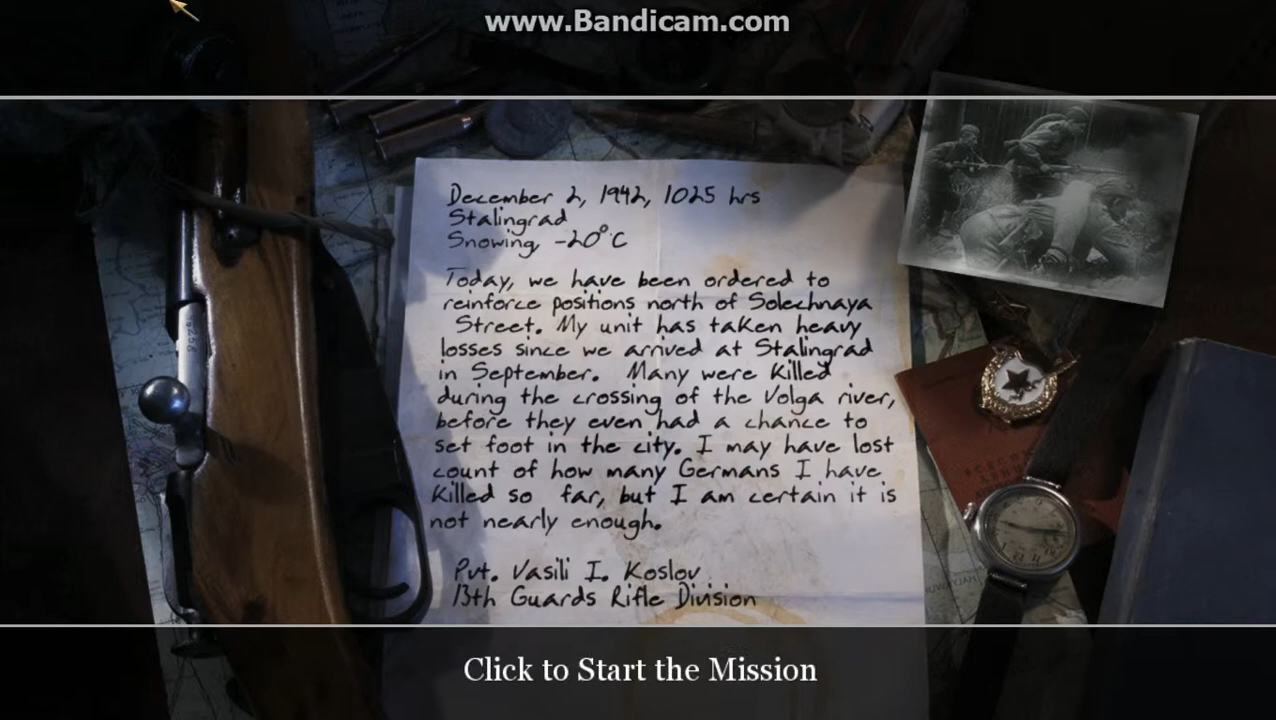 www.Bandicam.com
December 2, 1942, 1025 hrs
Stalingrad
Snowing, -20°C
Today, we have been ordered to
reinforce positions north of Solechnaya
Street. My unit has taken heavy
losses since we arrived at Stalingrad
in September. Many were killed
during the crossing of the Volga river,
before they even had a chance to
set foot in the city. I may have lost
count of how many Germans I have
killed so far, but I am certain it is
not nearly enough.
Pvt. Vasili I. Koslov
13th Guards Rifle Division
Click to Start the Mission